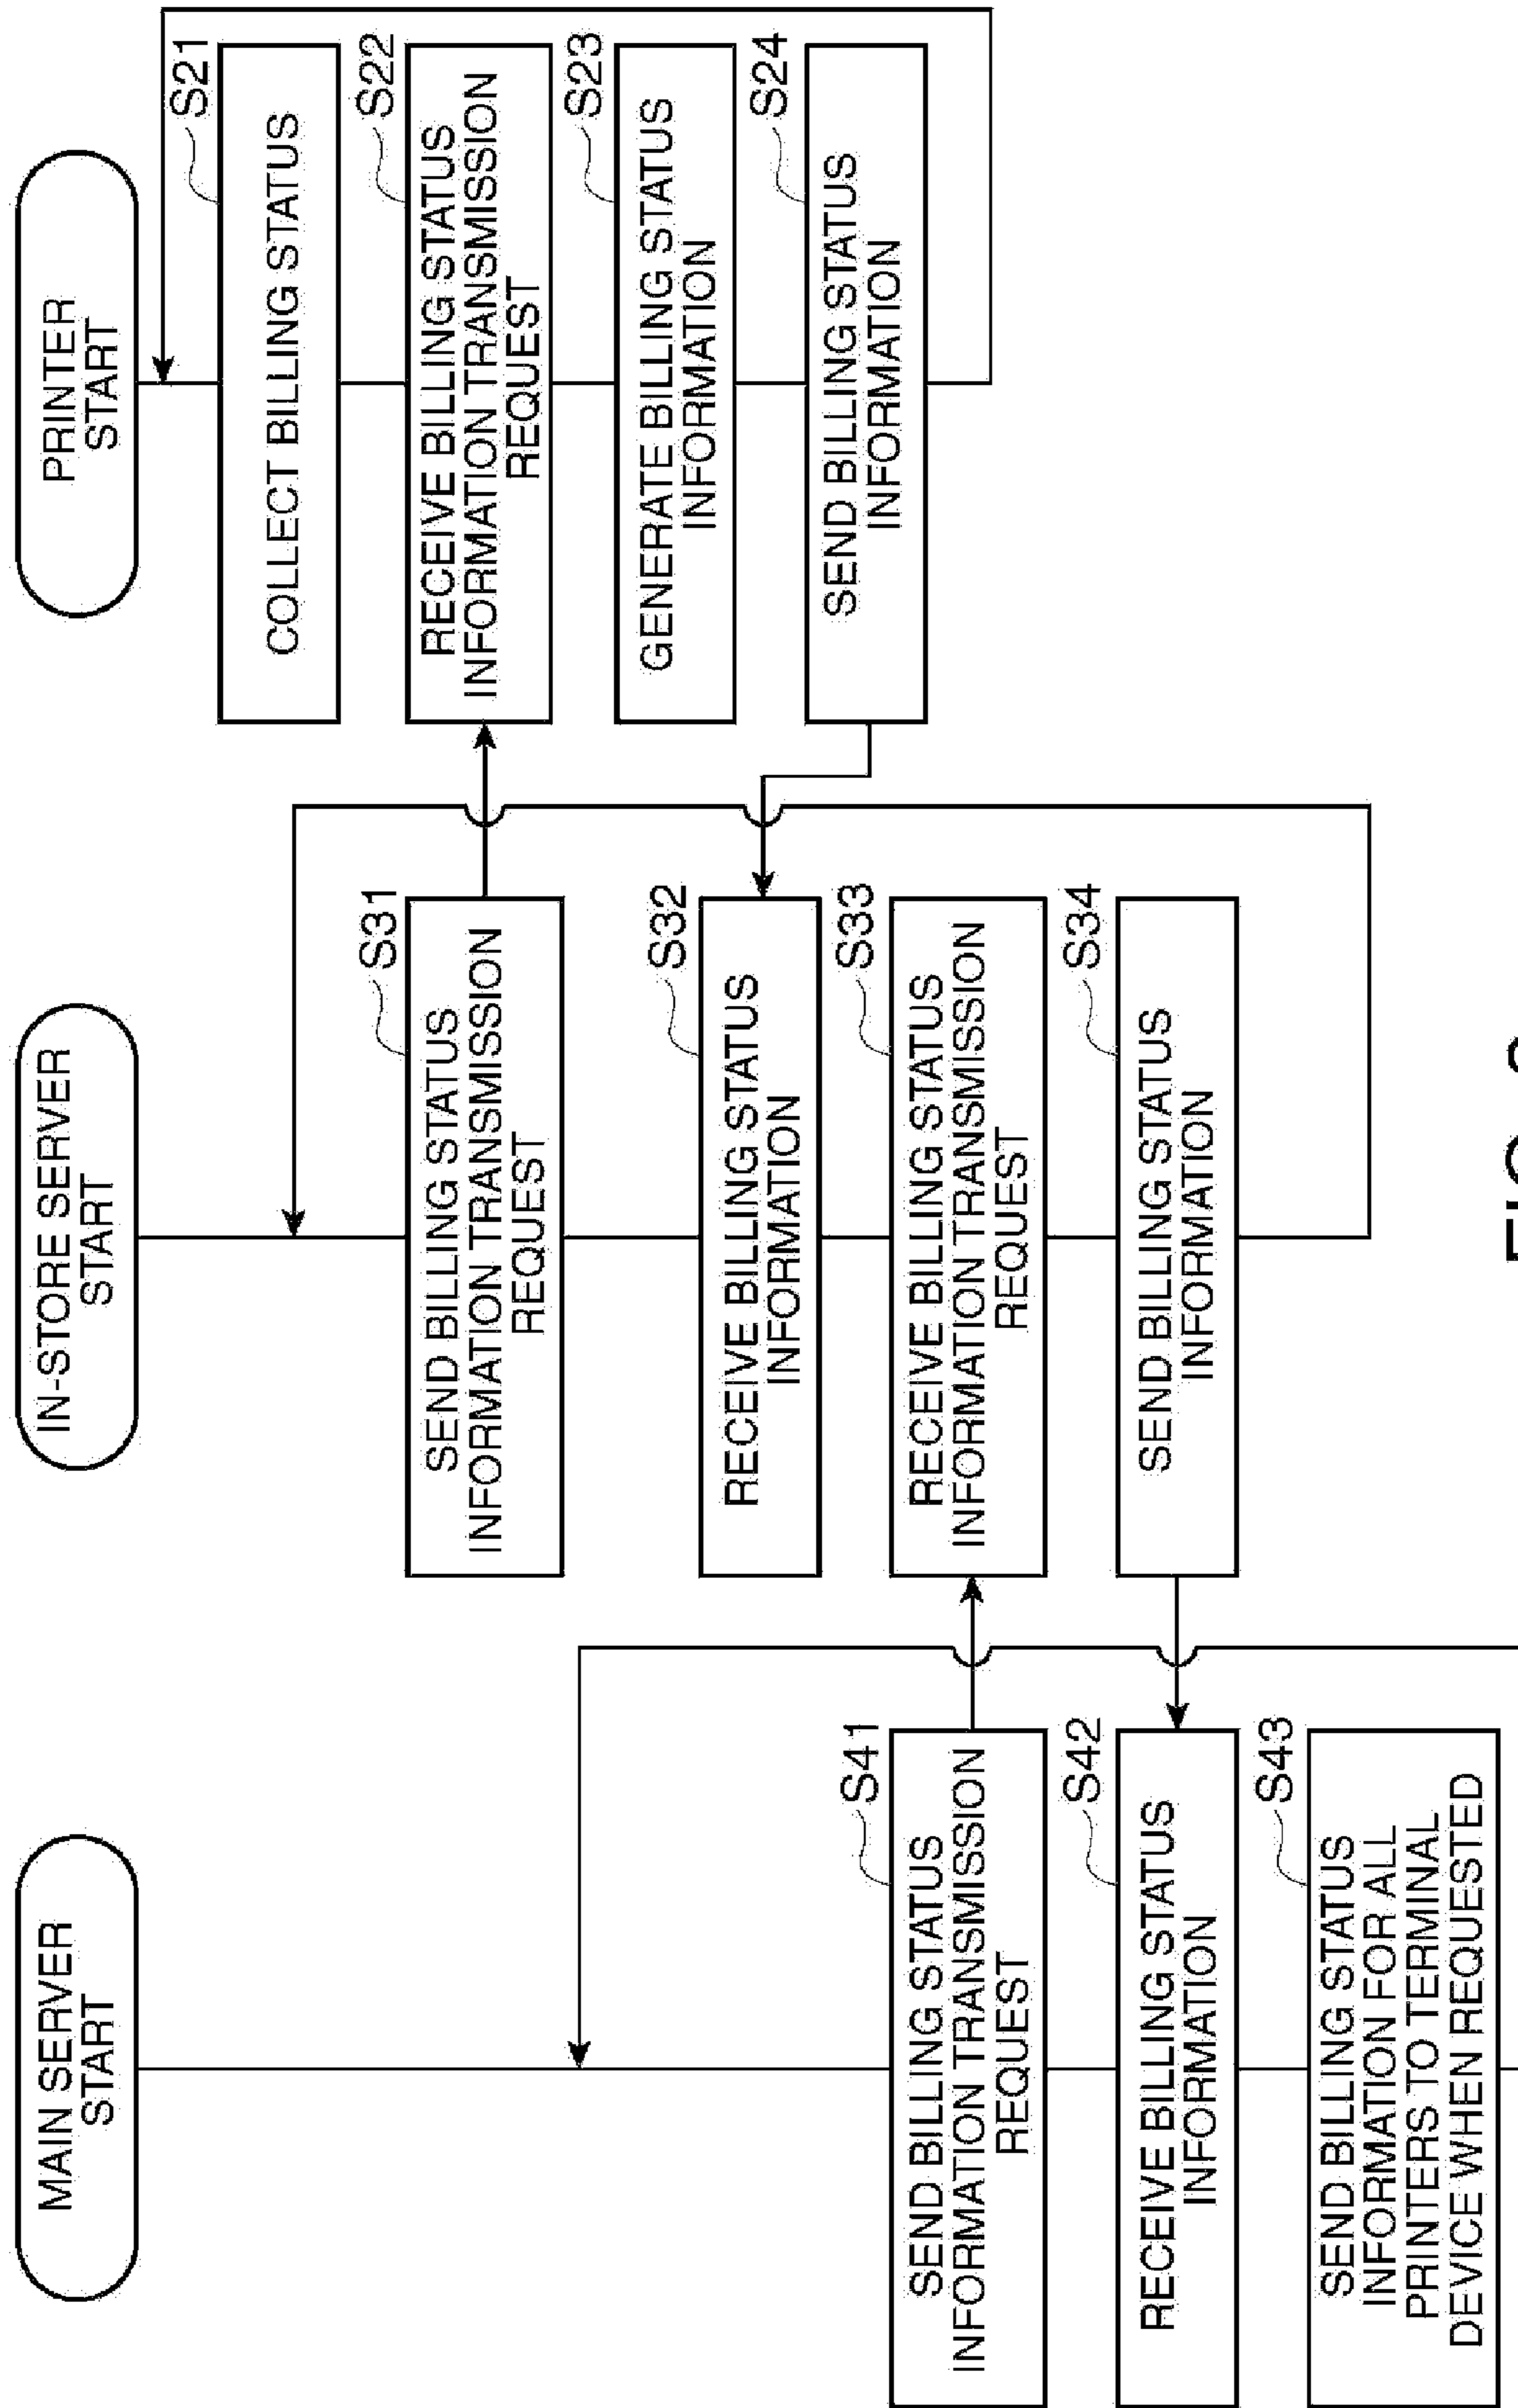 MAIN SERVER
START
S41
SEND BILLING STATUS
INFORMATION TRANSMISSION
REQUEST
S42
RECEIVE BILLING STATUS
INFORMATION
S43
SEND BILLING STATUS
INFORMATION FOR ALL
PRINTERS TO TERMINAL
DEVICE WHEN REQUESTED
IN-STORE SERVER
START
S31
SEND BILLING STATUS
INFORMATION TRANSMISSION
REQUEST
S32
RECEIVE BILLING STATUS
INFORMATION
S33
RECEIVE BILLING STATUS
INFORMATION TRANSMISSION
REQUEST
S34
SEND BILLING STATUS
INFORMATION
PRINTER
START
S21
COLLECT BILLING STATUS
S22
RECEIVE BILLING STATUS
INFORMATION TRANSMISSION
REQUEST
S23
GENERATE BILLING STATUS
INFORMATION
S24
SEND BILLING STATUS
INFORMATION